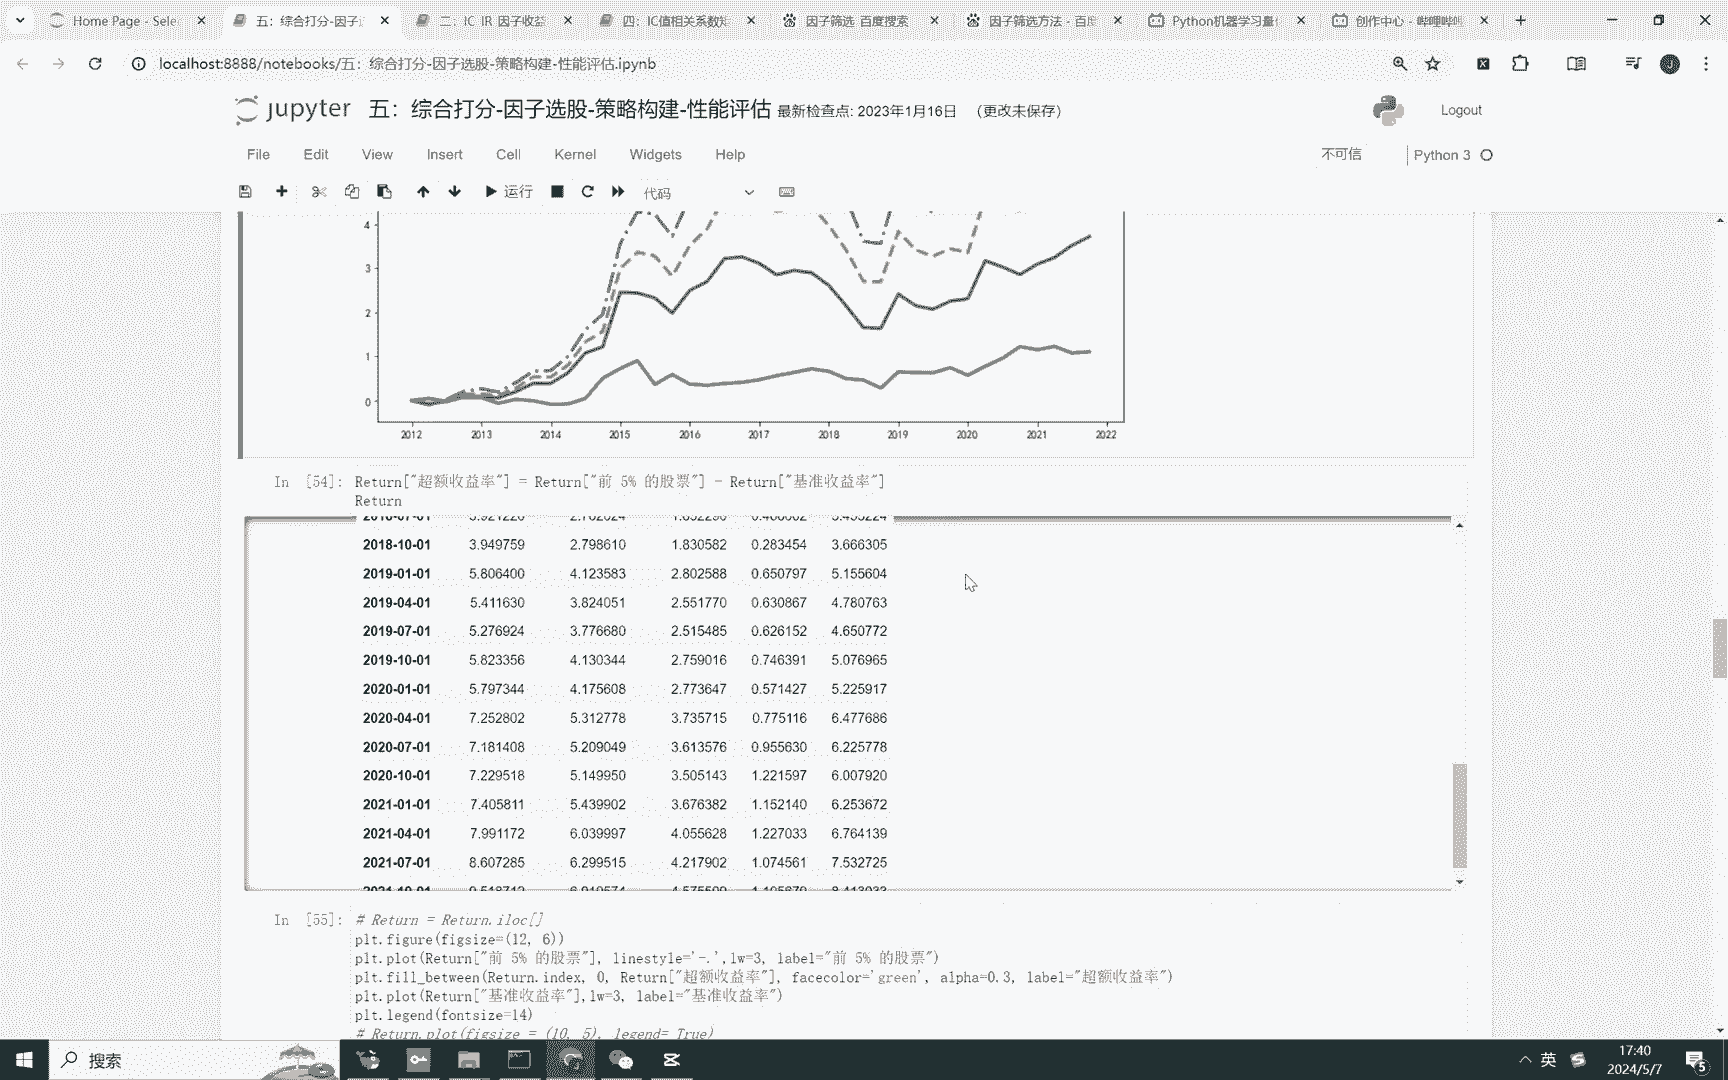 Home Page - Selec
五：综合打分-因子选
二：IC IR 因子收益
四：IC值相关系数矩
因子筛选_百度搜索
因子筛选方法 - 百度
Python机器学习量化
创作中心 - 哔哩哔哩
localhost:8888/notebooks/五：综合打分-因子选股-策略构建-性能评估.ipynb
J
jupyter 五：综合打分-因子选股-策略构建-性能评估 最新检查点: 2023年1月16日 （更改未保存）
Logout
File Edit View Insert Cell Kernel Widgets Help
不可信 Python 3
运行 代码
4
3
2
1
0
2012 2013 2014 2015 2016 2017 2018 2019 2020 2021 2022
In [54]: Return["超额收益率"] = Return["前 5% 的股票"] - Return["基准收益率"]
Return
2018-10-01 3.949759 2.798610 1.830582 0.283454 3.666305
2019-01-01 5.806400 4.123583 2.802588 0.650797 5.155604
2019-04-01 5.411630 3.824051 2.551770 0.630867 4.780763
2019-07-01 5.276924 3.776680 2.515485 0.626152 4.650772
2019-10-01 5.823356 4.130344 2.759016 0.746391 5.076965
2020-01-01 5.797344 4.175608 2.773647 0.571427 5.225917
2020-04-01 7.252802 5.312778 3.735715 0.775116 6.477686
2020-07-01 7.181408 5.209049 3.613576 0.955630 6.225778
2020-10-01 7.229518 5.149950 3.505143 1.221597 6.007920
2021-01-01 7.405811 5.439902 3.676382 1.152140 6.253672
2021-04-01 7.991172 6.039997 4.055628 1.227033 6.764139
2021-07-01 8.607285 6.299515 4.217902 1.074561 7.532725
In [55]: # Return = Return.iloc[]
plt.figure(figsize=(12, 6))
plt.plot(Return["前 5% 的股票"], linestyle='-.',lw=3, label="前 5% 的股票")
plt.fill_between(Return.index, 0, Return["超额收益率"], facecolor='green', alpha=0.3, label="超额收益率")
plt.plot(Return["基准收益率"],lw=3, label="基准收益率")
plt.legend(fontsize=14)
# Return.plot(figsize = (10, 5), legend= True)
搜索
英
17:40
2024/5/7
5